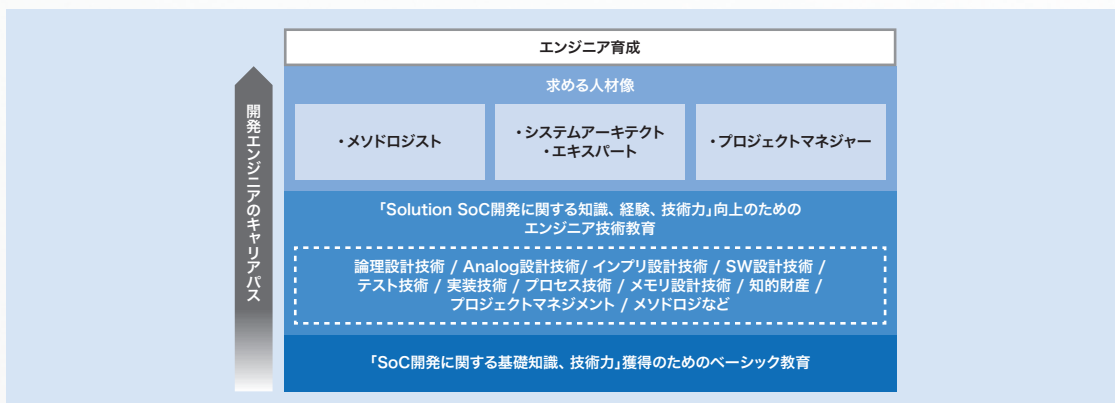 エンジニア育成
求める人材像
・メソドロジスト
・システムアーキテクト
・エキスパート
・プロジェクトマネジャー
「Solution SoC開発に関する知識、経験、技術力」向上のための
エンジニア技術教育
論理設計技術 / Analog設計技術/ インプリ設計技術 / SW設計技術 /
テスト技術 / 実装技術 / プロセス技術 / メモリ設計技術 / 知的財産 /
プロジェクトマネジメント / メソドロジなど
「SoC開発に関する基礎知識、技術力」獲得のためのベーシック教育
開発エンジニアのキャリアパス